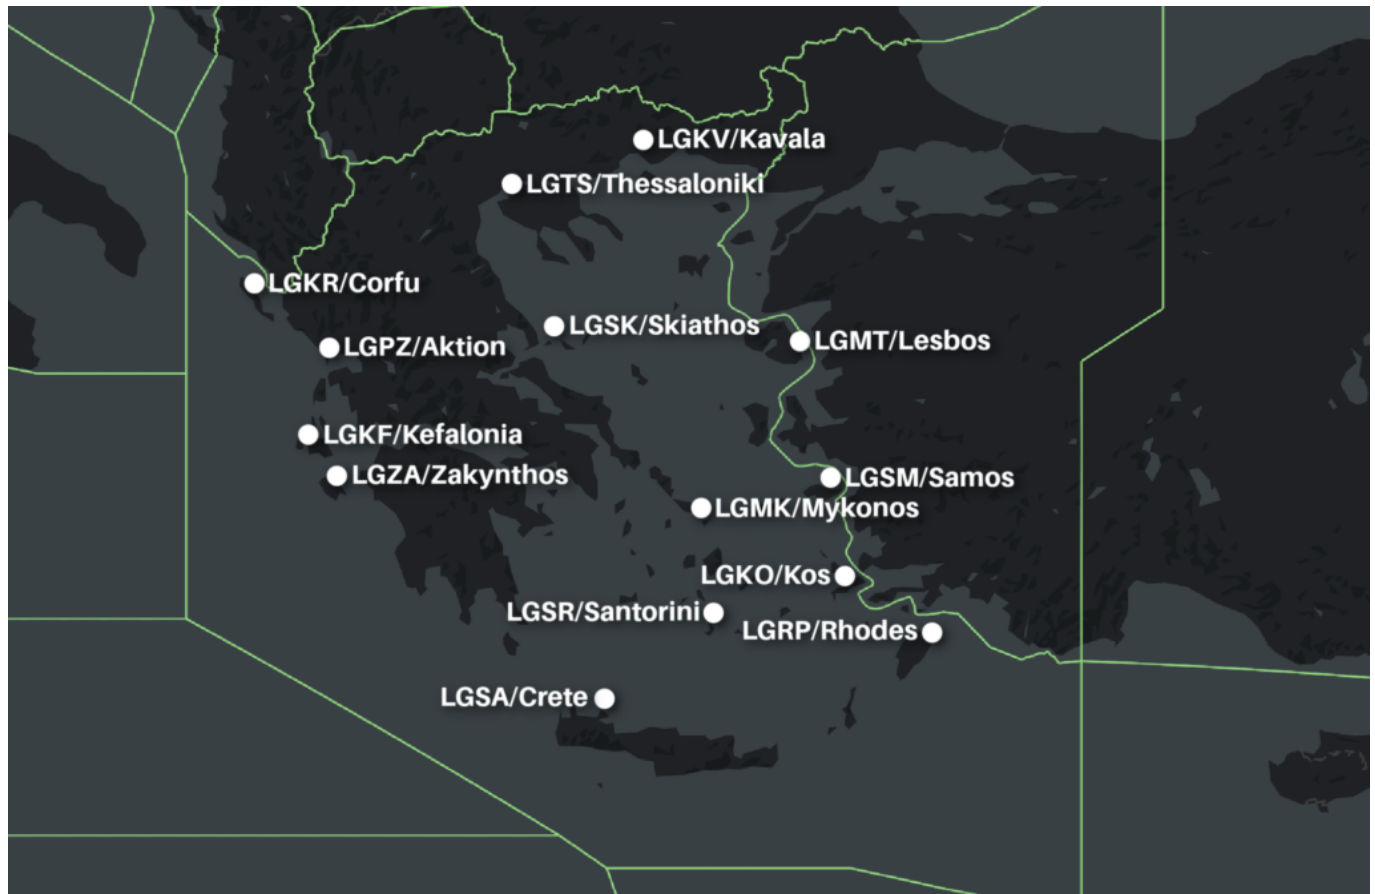 LGKV/Kavala
LGTS/Thessaloniki
LGKR/Corfu
LGSK/Skiathos
LGPZ/Aktion
LGMT/Lesbos
LGKF/Kefalonia
LGZA/Zakynthos
LGSM/Samos
LGMK/Mykonos
LGKO/Kos
LGSR/Santorini
LGRP/Rhodes
LGSA/Crete